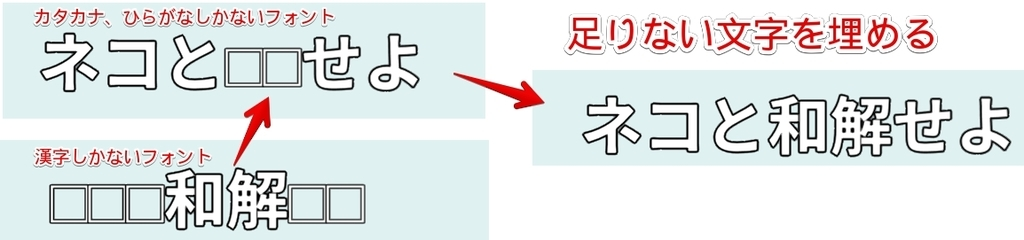 カタカナ、ひらがなしかないフォント
ネコと□□せよ
漢字しかないフォント
□□□和解□□
足りない文字を埋める
ネコと和解せよ